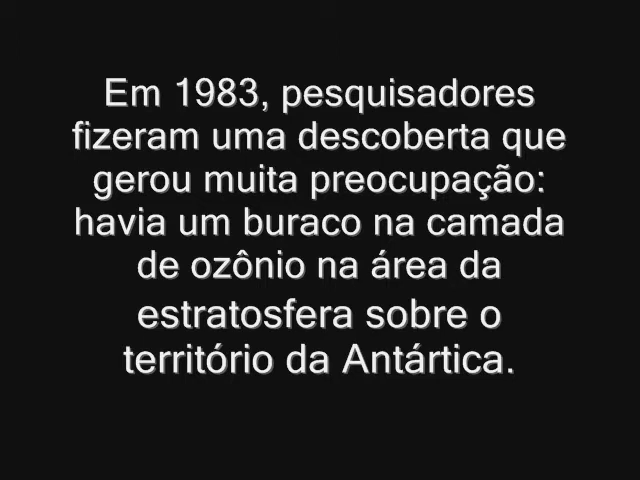 Em 1983, pesquisadores
fizeram uma descoberta que
gerou muita preocupação:
havia um buraco na camada
de ozônio na área da
estratosfera sobre o
território da Antártica.